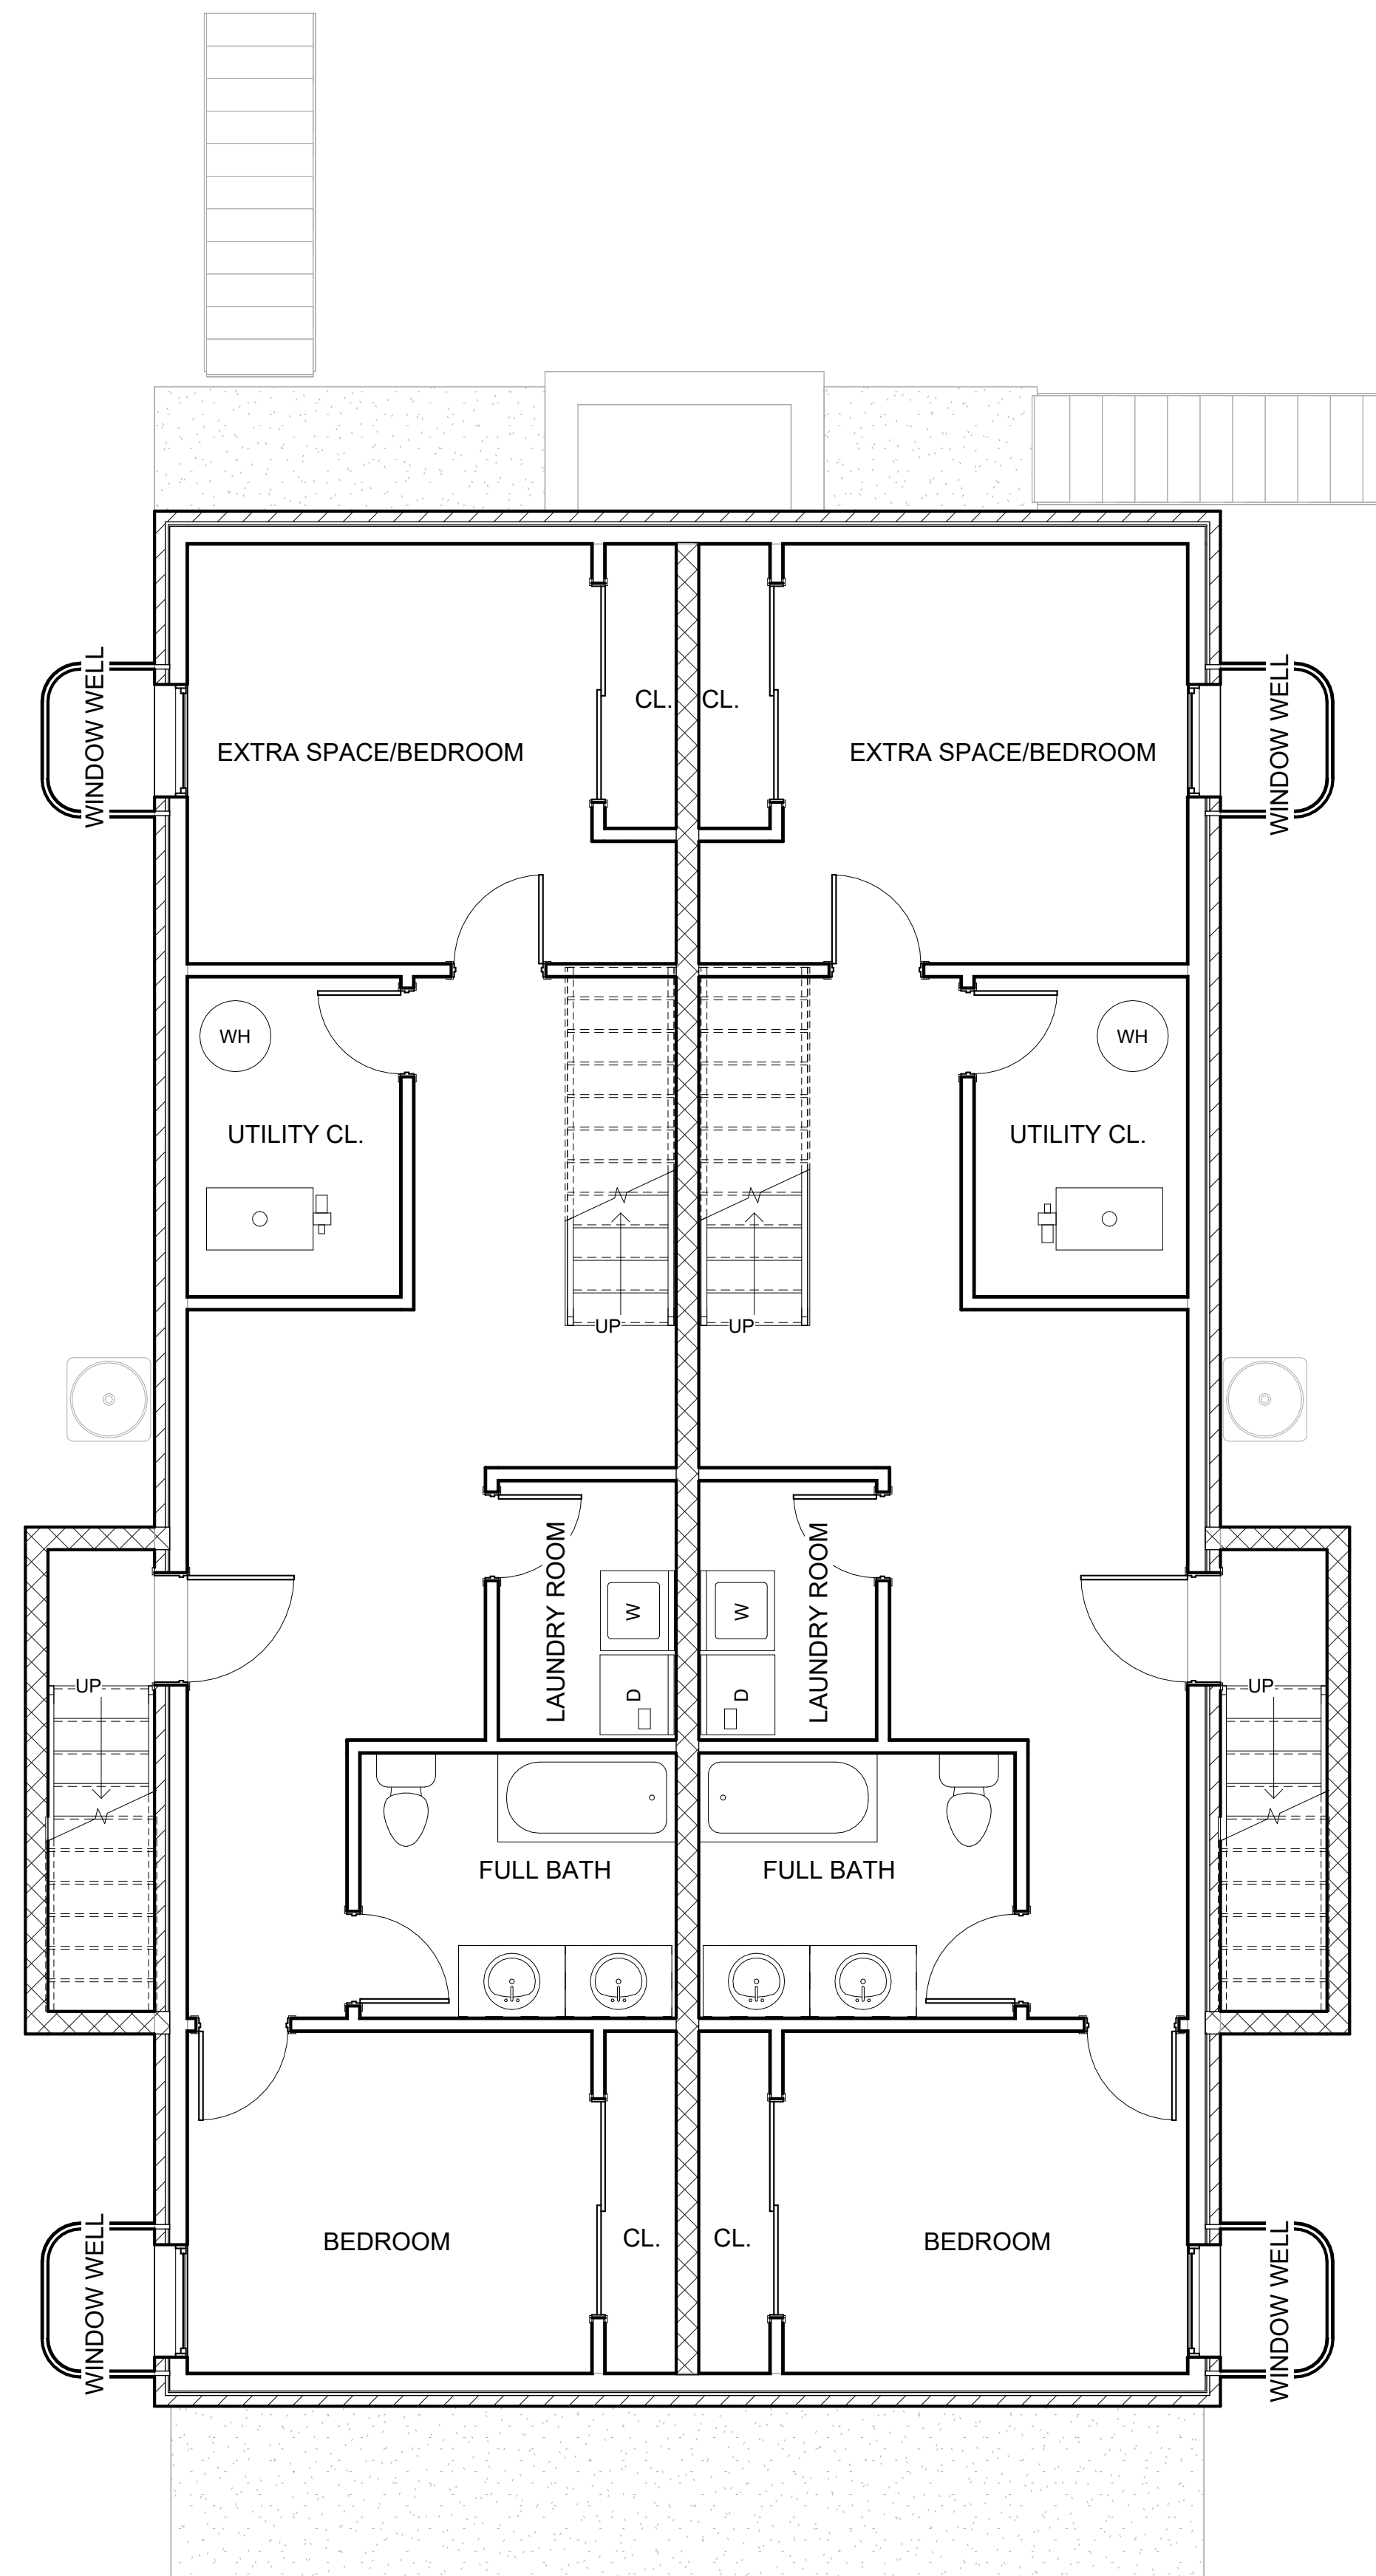 WINDOW WELL
CL.
CL.
WINDOW WELL
EXTRA SPACE/BEDROOM
EXTRA SPACE/BEDROOM
WH
WH
UTILITY CL.
UTILITY CL.
UP
UP
LAUNDRY ROOM
W
W
LAUNDRY ROOM
UP
D
D
UP
FULL BATH
FULL BATH
WINDOW WELL
BEDROOM
CL.
CL.
BEDROOM
WINDOW WELL